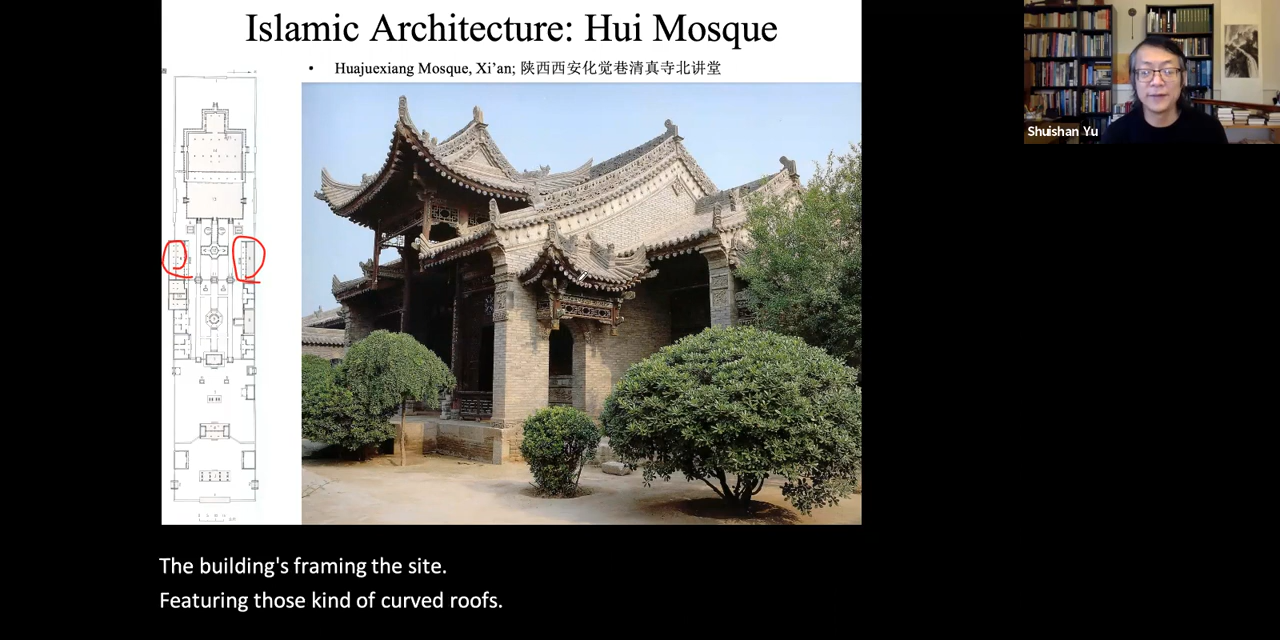 Islamic Architecture: Hui Mosque
• Huajuexiang Mosque, Xi'an; 陕西西安化觉巷清真寺北讲堂
Shuishan Yu
The building's framing the site.
Featuring those kind of curved roofs.